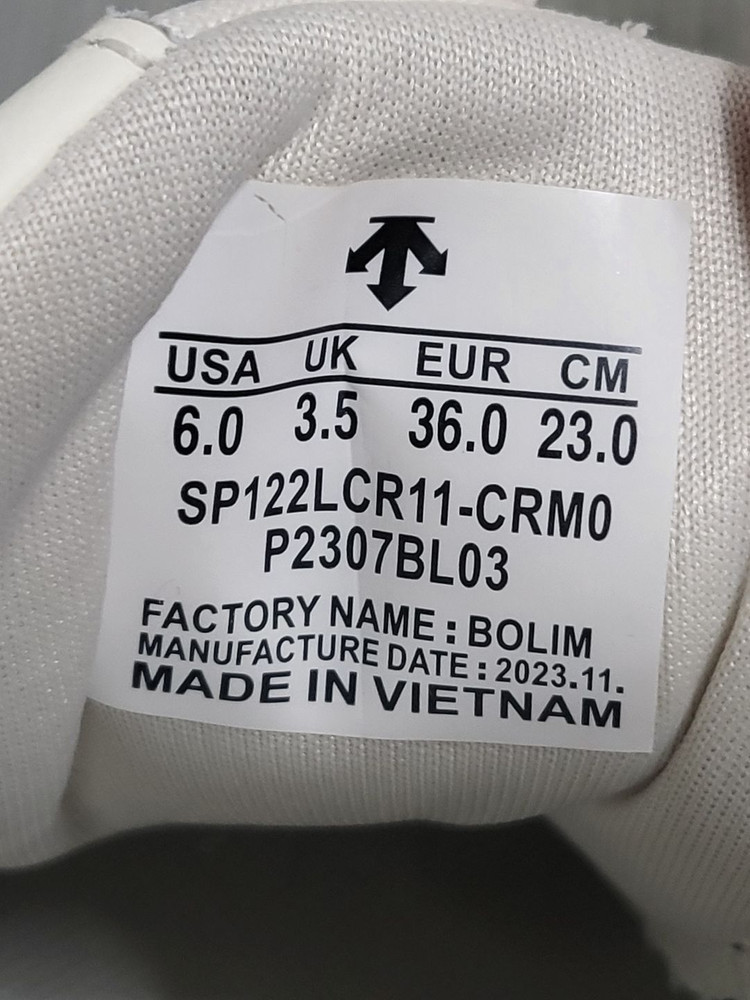 USA UK EUR CM
6.0 3.5 36.0 23.0
SP122LCR11-CRM0
P2307BL03
FACTORY NAME : BOLIM
MANUFACTURE DATE : 2023.11.
MADE IN VIETNAM